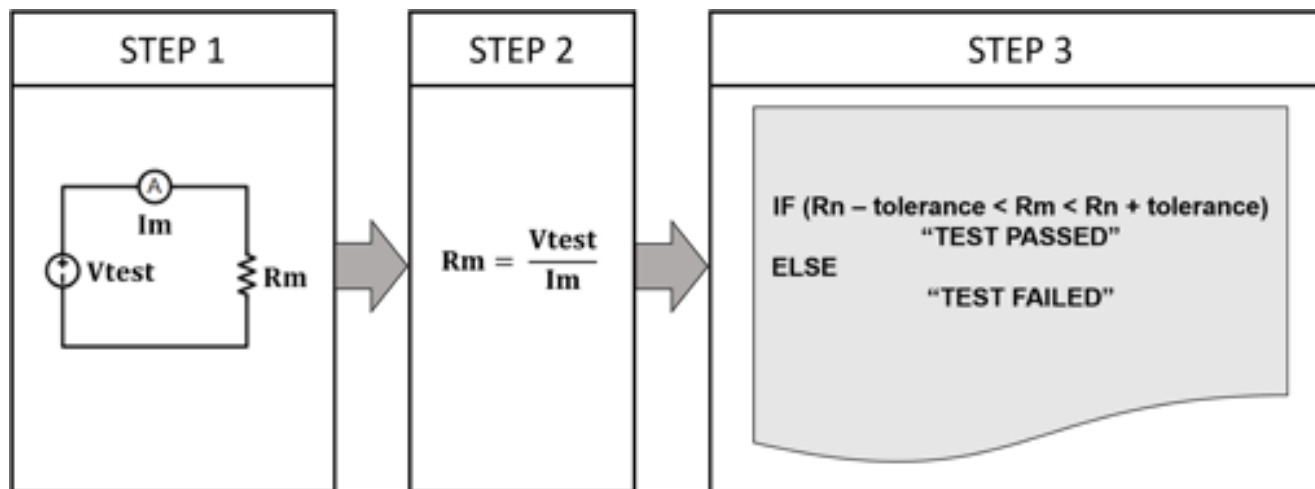 STEP 1
A
Im
Vtest
Rm
STEP 2
Rm = Vtest
Im
STEP 3
IF (Rn – tolerance < Rm < Rn + tolerance)
“TEST PASSED”
ELSE
“TEST FAILED”